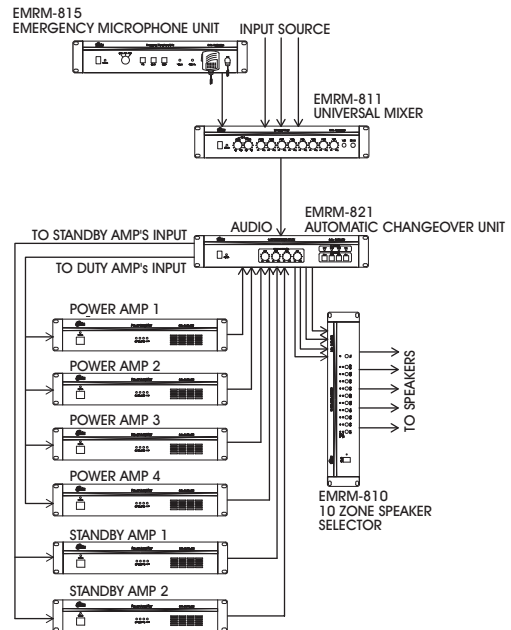 EMRM-815
EMERGENCY MICROPHONE UNIT
INPUT SOURCE
EMRM-811
UNIVERSAL MIXER
EMRM-821
AUTOMATIC CHANGEOVER UNIT
AUDIO
TO STANDBY AMP'S INPUT
TO DUTY AMP's INPUT
POWER AMP 1
POWER AMP 2
POWER AMP 3
POWER AMP 4
STANDBY AMP 1
STANDBY AMP 2
TO SPEAKERS
EMRM-810
10 ZONE SPEAKER
SELECTOR